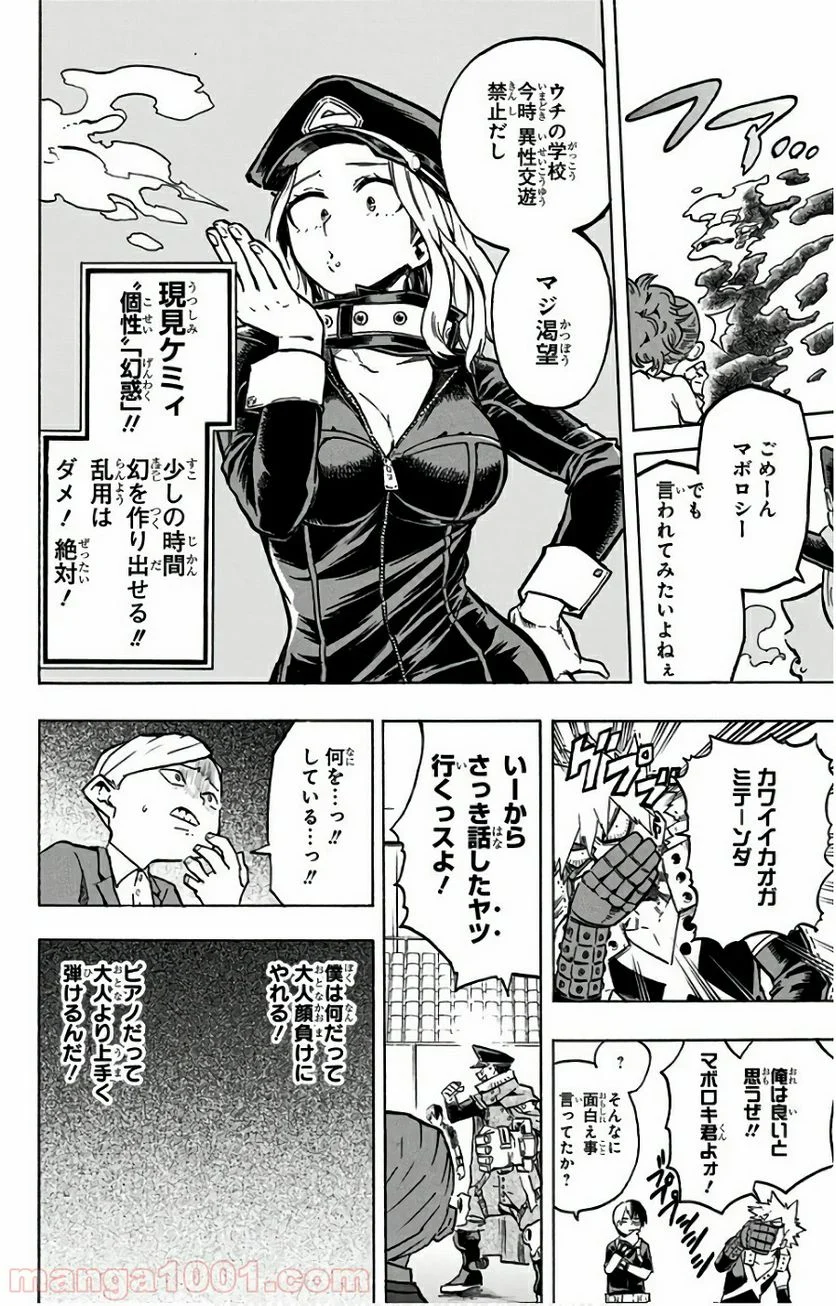 ファァ…
ごめーん
マボロシー
でも
言われてみたいよねぇ
ウチの学校
今時 異性交遊
禁止だし
マジ渇望
現見ケミィ
“個性”「幻惑」!!
少しの時間
幻を作り出せる!!
乱用は
ダメ！絶対！
カワイイカオガ
ミテーンダ
ゲプププ
俺は良いと
思うぜ!!
マボロキ君よォ！
そんなに
面白ぇ事
言ってたか？
？
いーから
さっき話したヤツ
行くっスよ！
何を…っ!!
している…っ!!
僕は何だって
大人顔負けに
やれる！
ピアノだって
大人より上手く
弾けるんだ！
manga1001.com